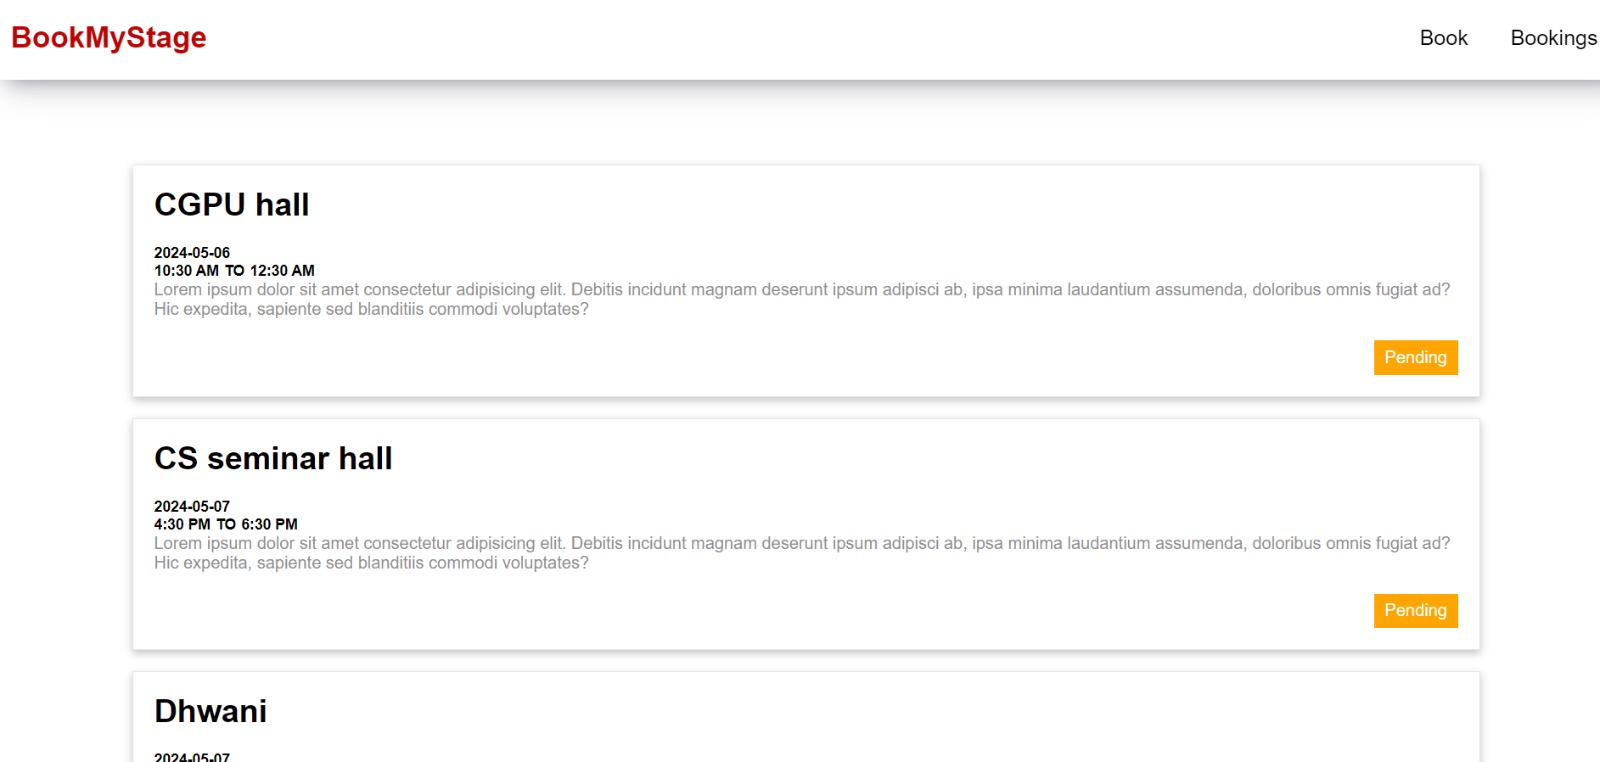 BookMyStage
Book
Bookings
CGPU hall
2024-05-06
10:30 AM TO 12:30 AM
Lorem ipsum dolor sit amet consectetur adipisicing elit. Debitis incidunt magnam deserunt ipsum adipisci ab, ipsa minima laudantium assumenda, doloribus omnis fugiat ad?
Hic expedita, sapiente sed blanditiis commodi voluptates?
Pending
CS seminar hall
2024-05-07
4:30 PM TO 6:30 PM
Lorem ipsum dolor sit amet consectetur adipisicing elit. Debitis incidunt magnam deserunt ipsum adipisci ab, ipsa minima laudantium assumenda, doloribus omnis fugiat ad?
Hic expedita, sapiente sed blanditiis commodi voluptates?
Pending
Dhwani
2024-05-07